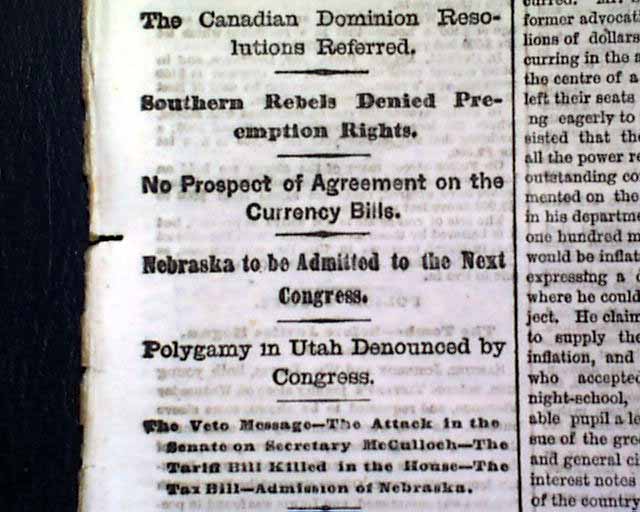 The Canadian Dominion Reso-
lutions Referred.
Southern Rebels Denied Pre-
emption Rights.
No Prospect of Agreement on the
Currency Bills.
Nebraska to be Admitted to the Next
Congress.
Polygamy in Utah Denounced by
Congress.
The Veto Message—The Attack in the
Senate on Secretary McCulloch—The
Tariff Bill Killed in the House—The
Tax Bill—Admission of Nebraska.
former advocat
lions of dollars
curring in the
the centre of a
left their seats
ng eagerly to
sisted that the
all the power
outstanding
mented on the
in his departme
one hundred m
would be inflat
expressing a
where he could
ject. He claim
to supply the
inflation, and
who accepted
night-school,
able pupil a le
sue of the gre
and general ci
interest notes
of the country